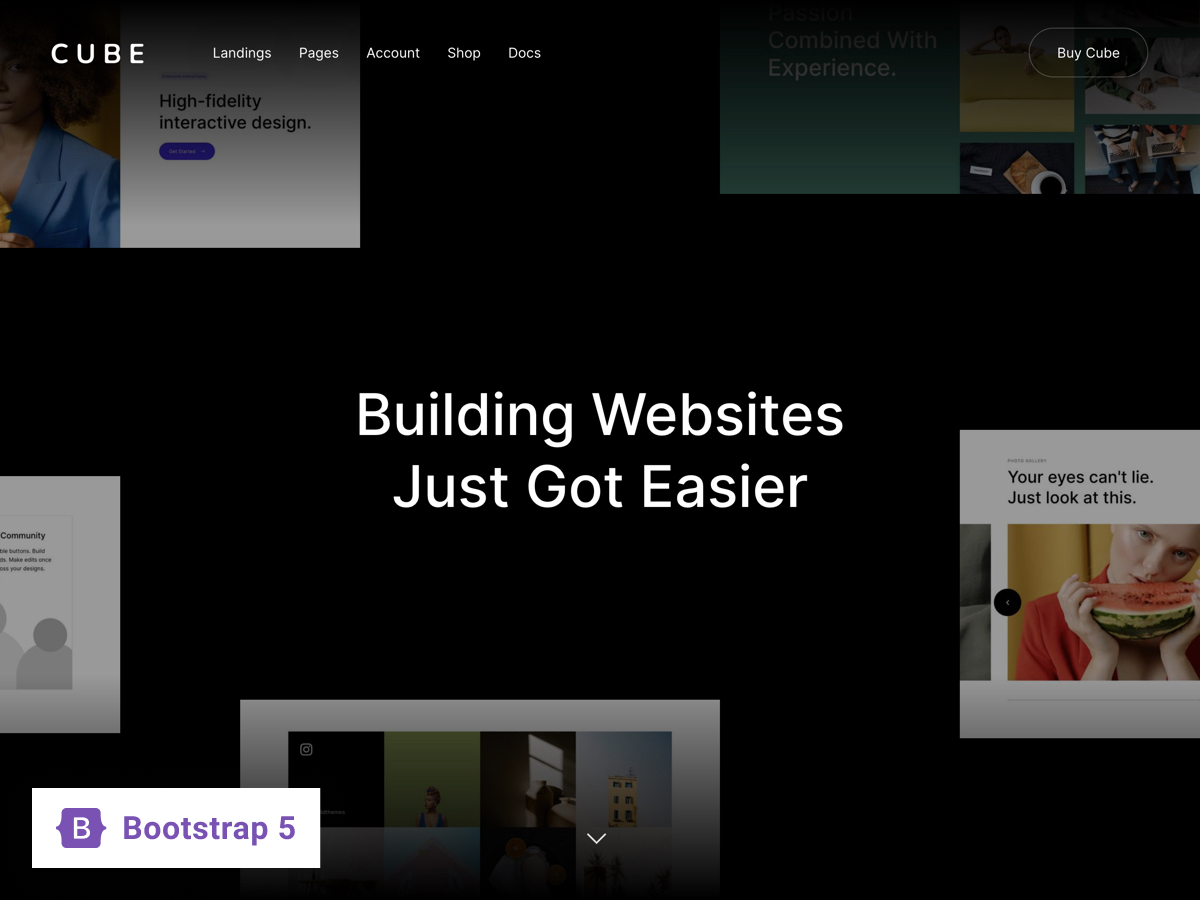 CUBE
Landings
Pages
Account
Shop
Docs
Buy Cube
Passion
Combined With
Experience.
High-fidelity
interactive design.
Get Started →
Building Websites
Just Got Easier
PHOTO GALLERY
Your eyes can't lie.
Just look at this.
Community
ble buttons. Build
ds. Make edits once
oss your designs.
B
Bootstrap 5